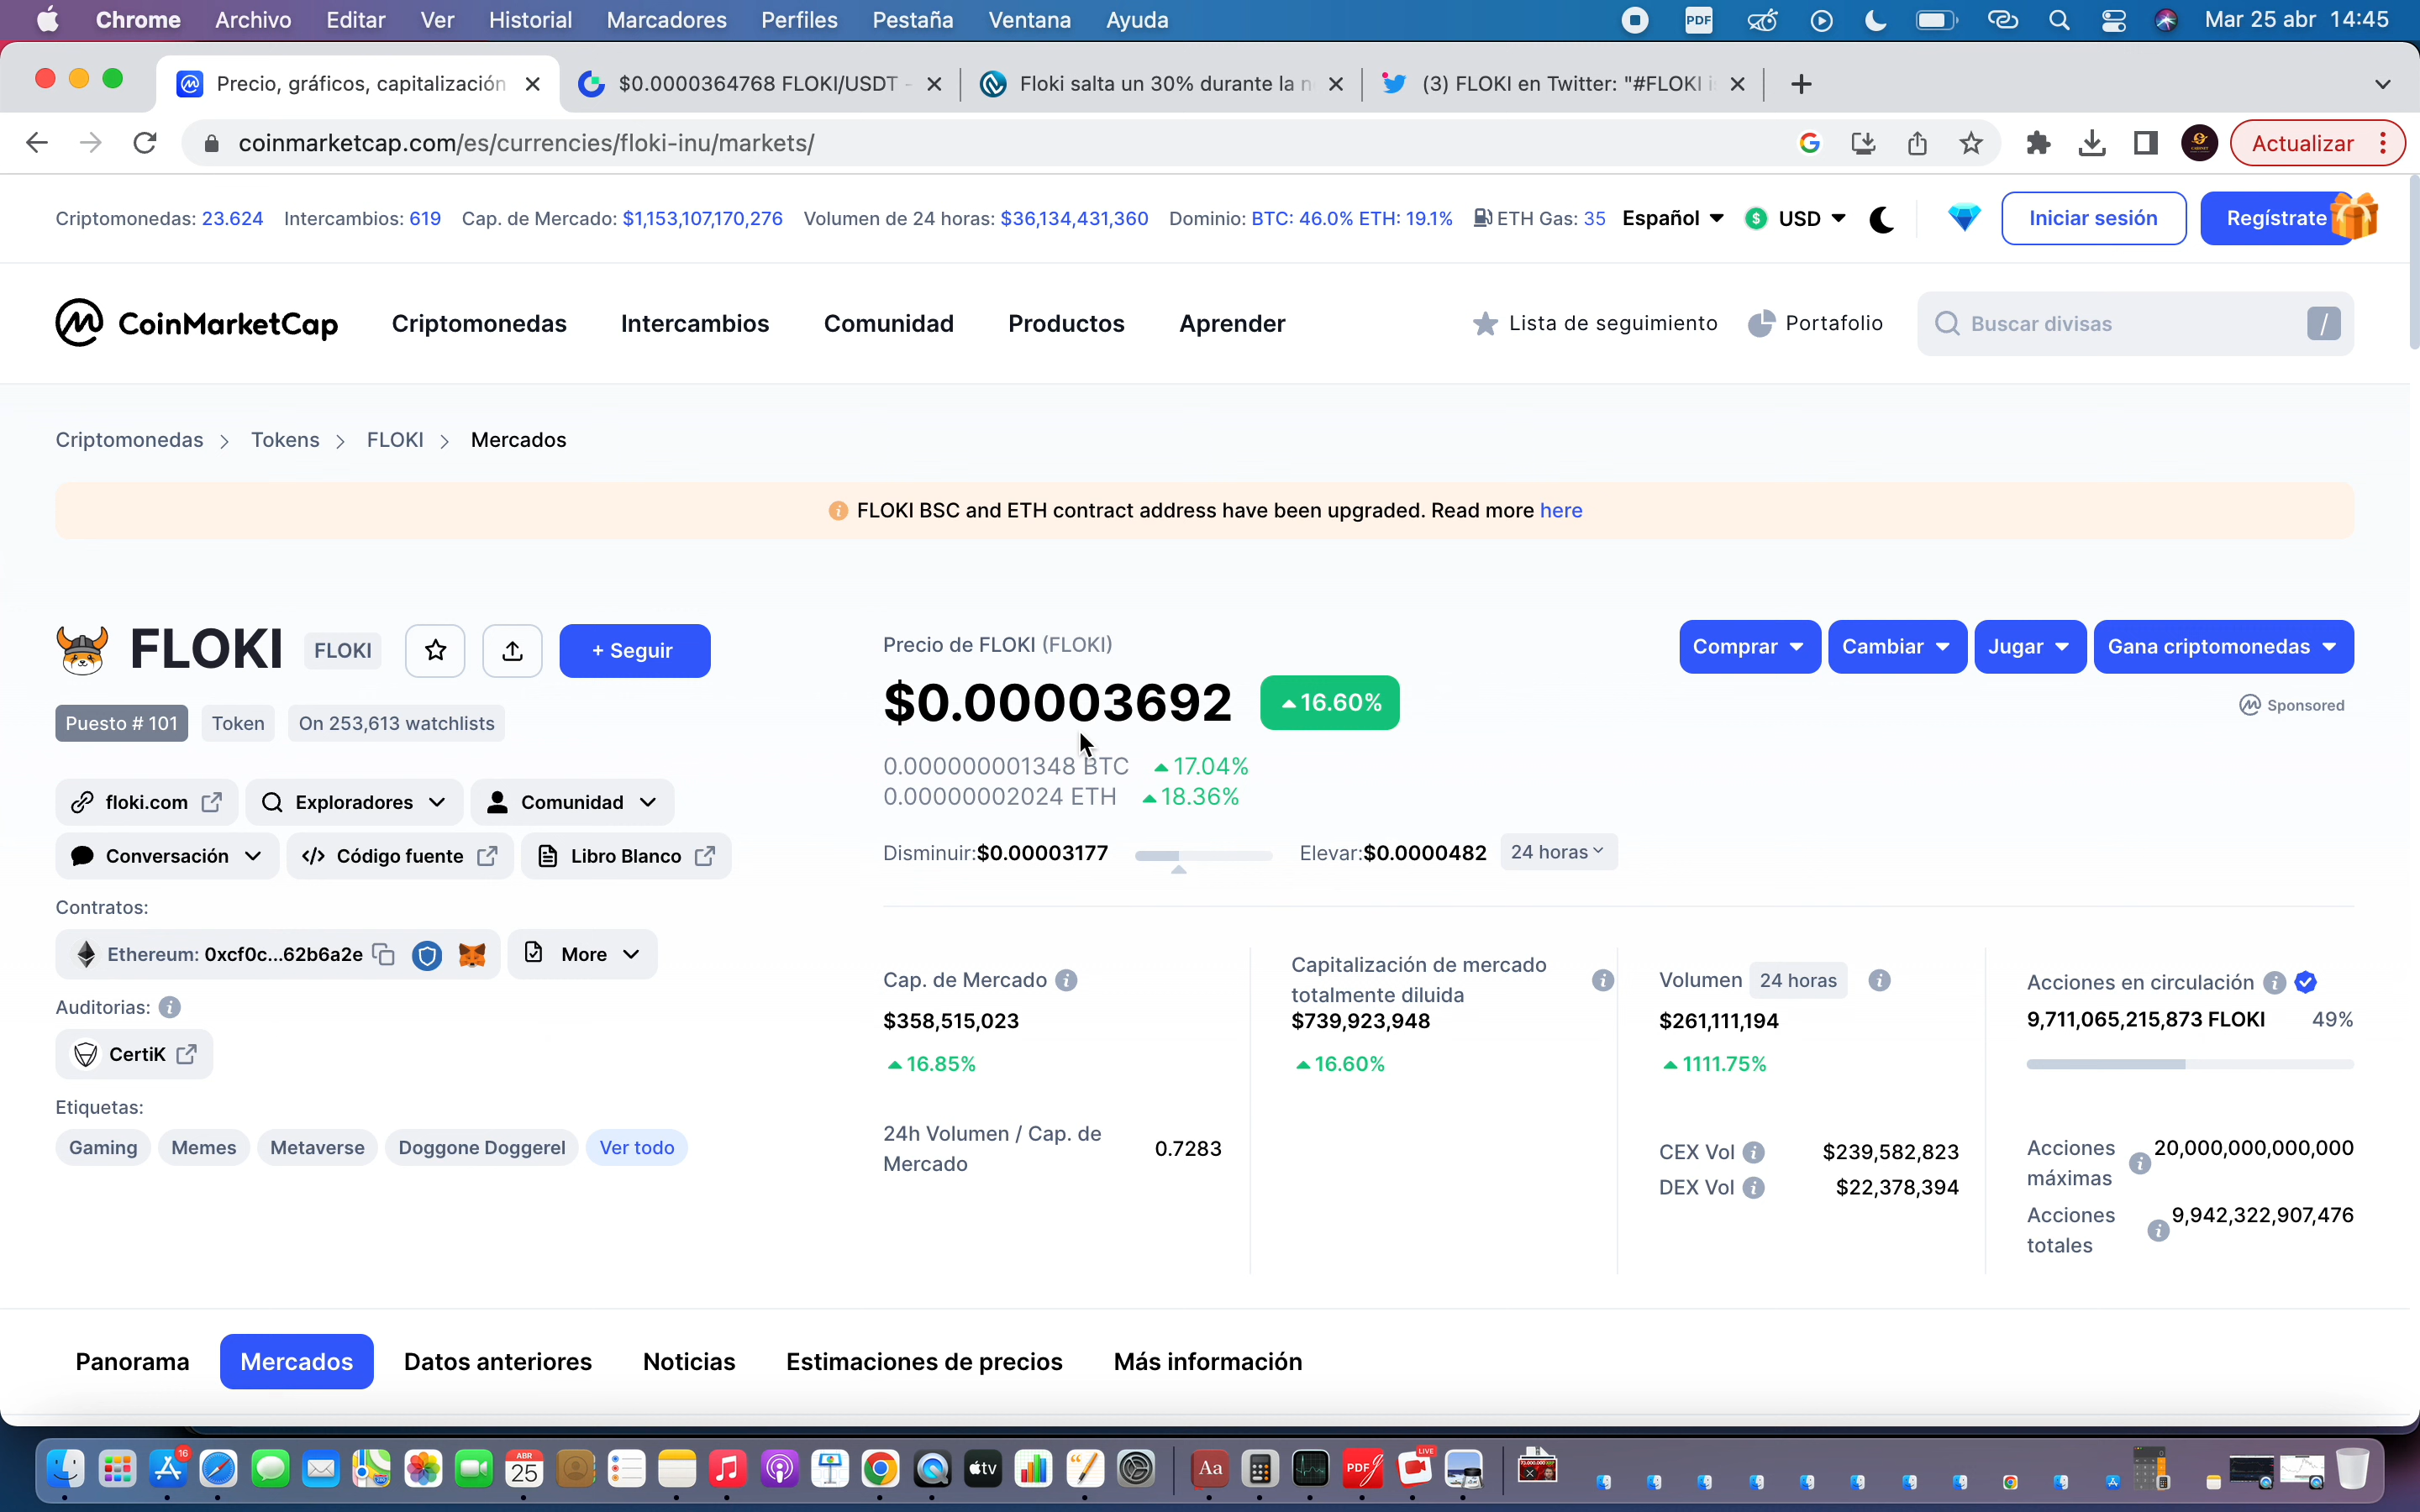 Chrome Archivo Editar Ver Historial Marcadores Perfiles Pestaña Ventana Ayuda PDF Mar 25 abr 14:45
Precio, gráficos, capitalización $0.0000364768 FLOKI/USDT - Floki salta un 30% durante la n (3) FLOKI en Twitter: "#FLOKI i
coinmarketcap.com/es/currencies/floki-inu/markets/ Actualizar
Criptomonedas: 23.624 Intercambios: 619 Cap. de Mercado: $1,153,107,170,276 Volumen de 24 horas: $36,134,431,360 Dominio: BTC: 46.0% ETH: 19.1% ETH Gas: 35 Español $ USD Iniciar sesión Regístrate
CoinMarketCap Criptomonedas Intercambios Comunidad Productos Aprender Lista de seguimiento Portafolio Buscar divisas /
Criptomonedas > Tokens > FLOKI > Mercados
FLOKI BSC and ETH contract address have been upgraded. Read more here
FLOKI FLOKI + Seguir
Puesto # 101 Token On 253,613 watchlists
floki.com Exploradores Comunidad
Conversación </> Código fuente Libro Blanco
Contratos:
Ethereum: 0xcf0c...62b6a2e More
Auditorias:
CertiK
Etiquetas:
Gaming Memes Metaverse Doggone Doggerel Ver todo
Precio de FLOKI (FLOKI)
$0.00003692 16.60%
0.000000001348 BTC 17.04%
0.00000002024 ETH 18.36%
Disminuir:$0.00003177 Elevar:$0.0000482 24 horas
Comprar Cambiar Jugar Gana criptomonedas
Sponsored
Cap. de Mercado
$358,515,023
16.85%
24h Volumen / Cap. de
Mercado
0.7283
Capitalización de mercado
totalmente diluida
$739,923,948
16.60%
Volumen 24 horas
$261,111,194
1111.75%
CEX Vol $239,582,823
DEX Vol $22,378,394
Acciones en circulación
9,711,065,215,873 FLOKI 49%
Acciones
máximas
20,000,000,000,000
Acciones
totales
9,942,322,907,476
Panorama Mercados Datos anteriores Noticias Estimaciones de precios Más información
16 ABR 25 tv Aa PDF LIVE